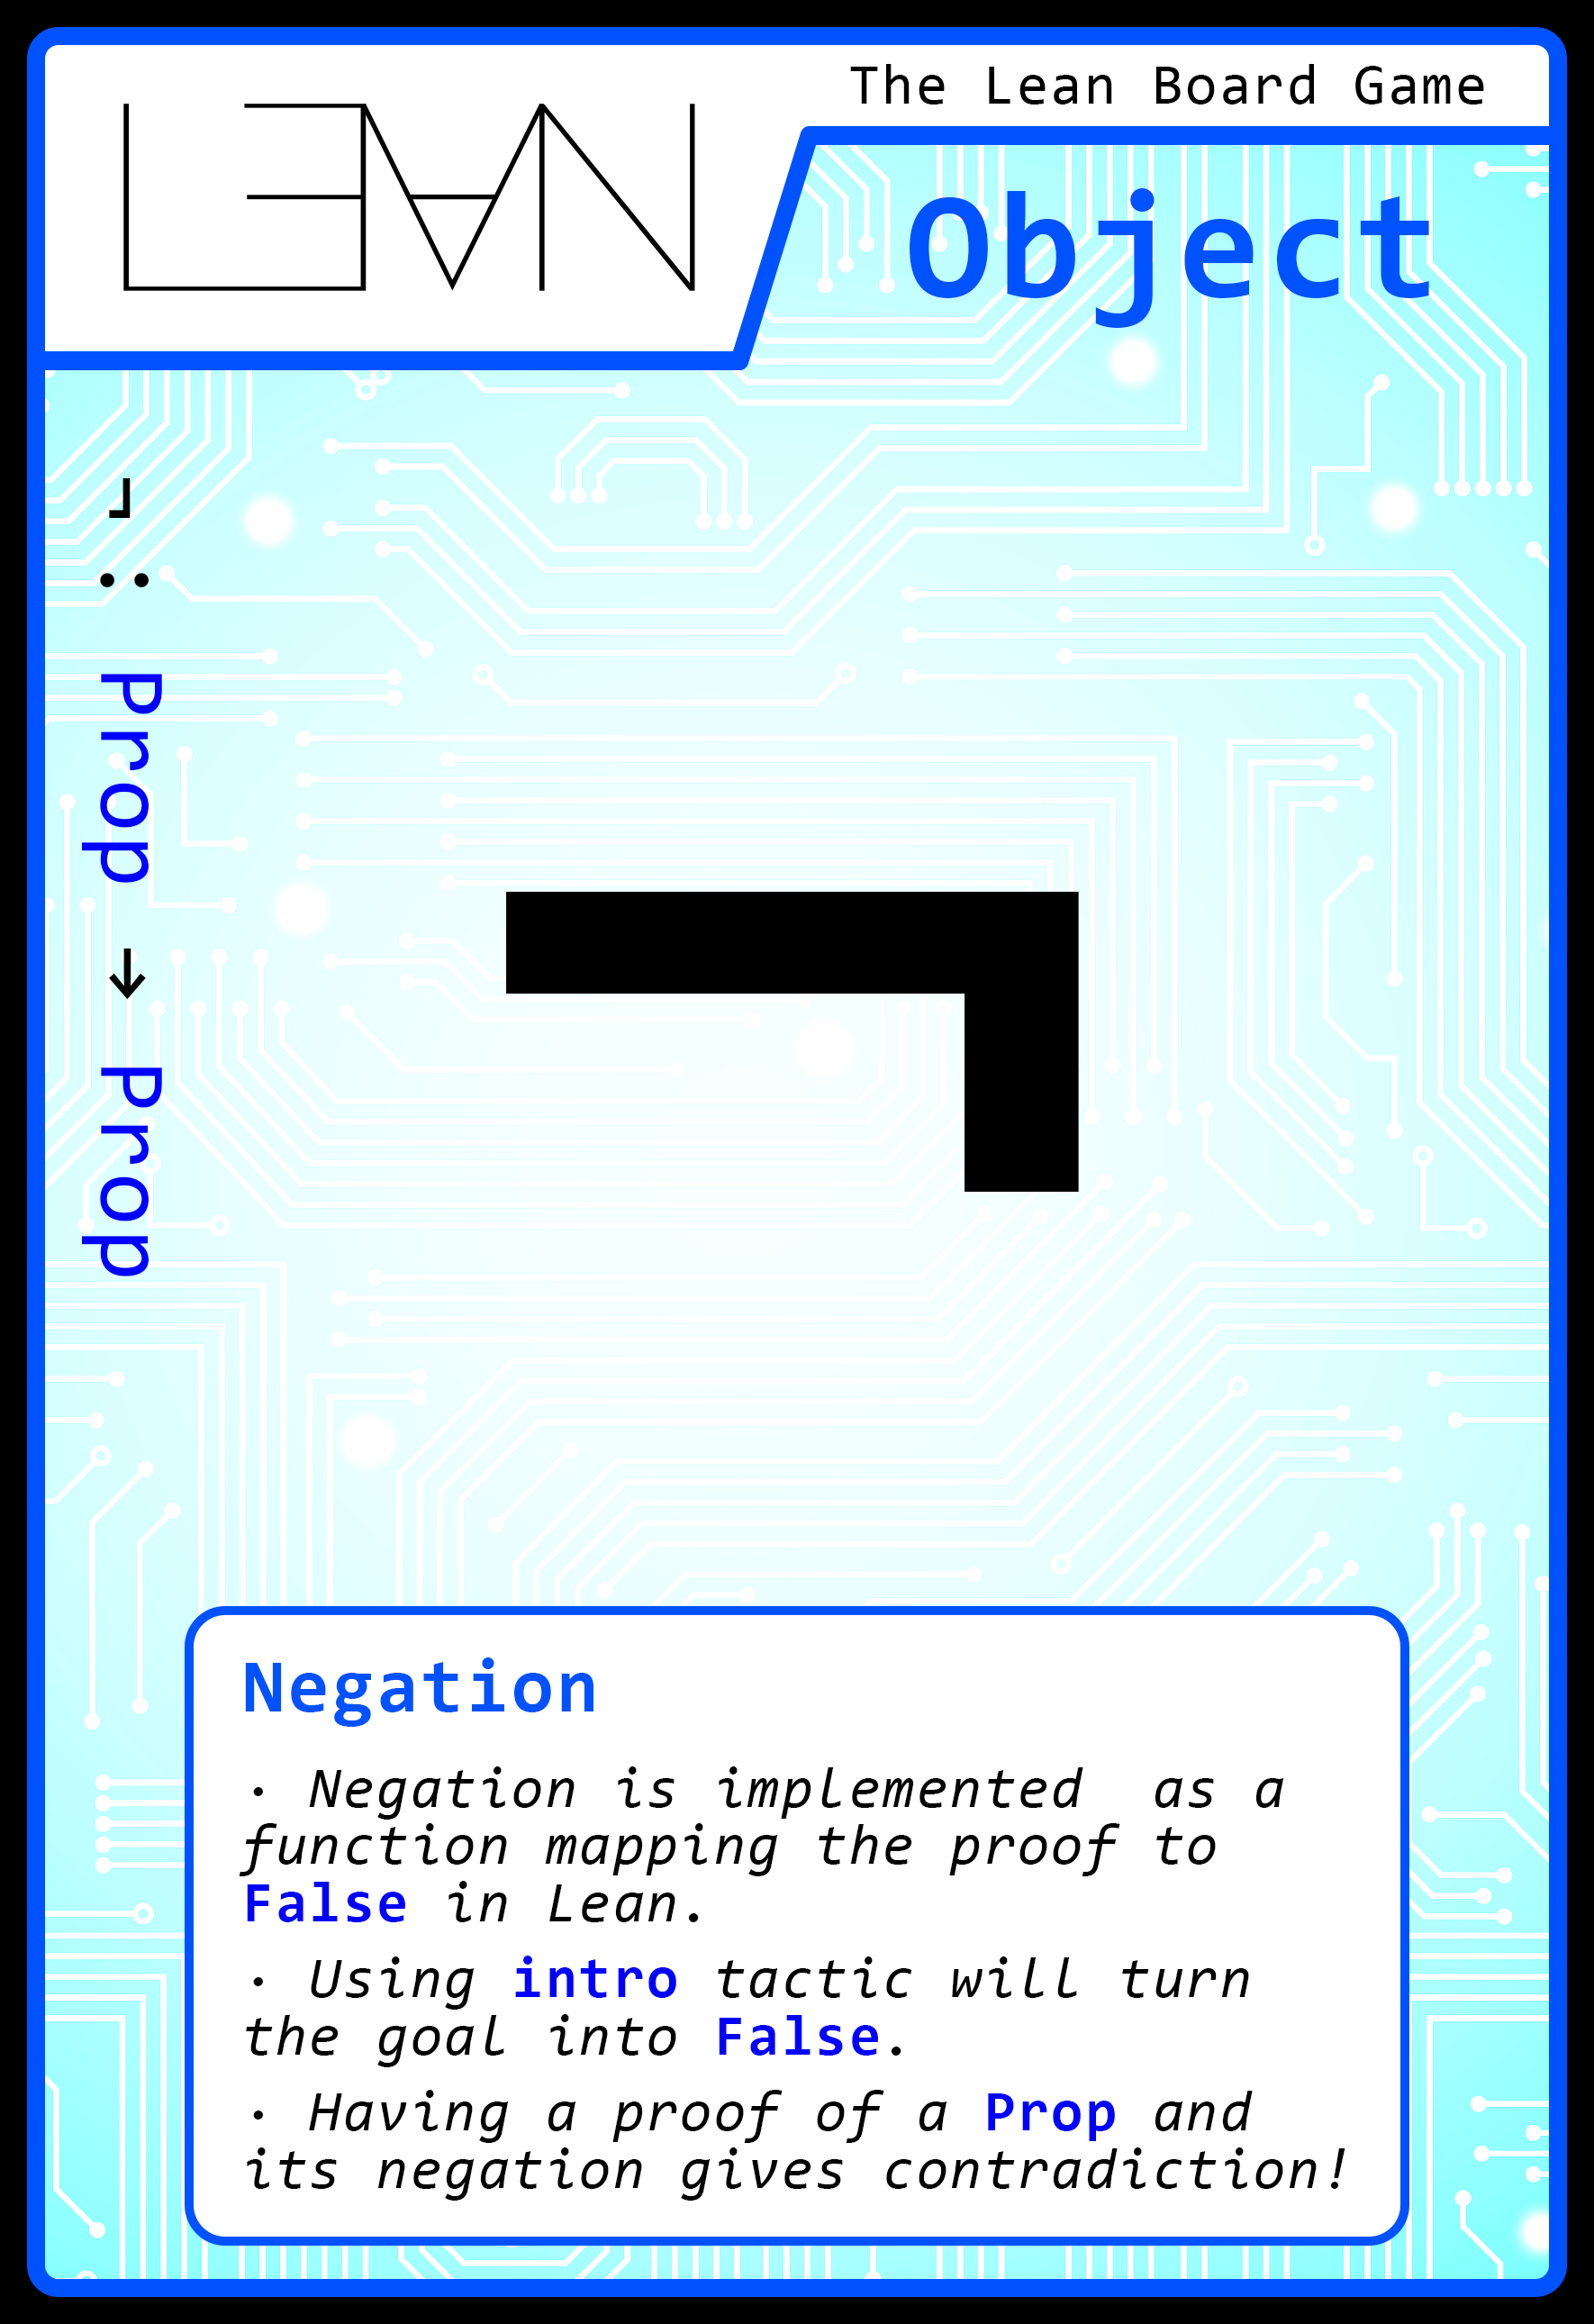 The Lean Board Game
L∃∀N
Object
¬ : Prop → Prop
¬
Negation
· Negation is implemented  as a
function mapping the proof to
False in Lean.
· Using intro tactic will turn
the goal into False.
· Having a proof of a Prop and
its negation gives contradiction!